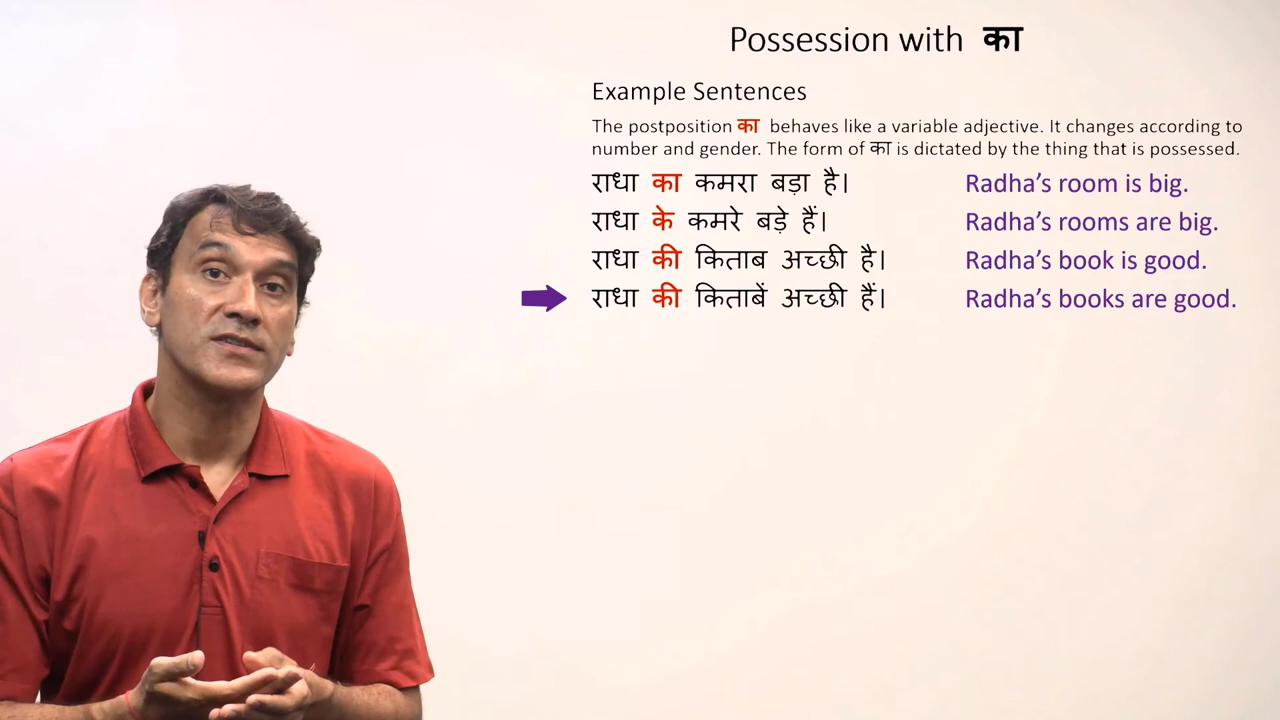 Possession with का
Example Sentences
The postposition का behaves like a variable adjective. It changes according to
number and gender. The form of का is dictated by the thing that is possessed.
राधा का कमरा बड़ा है। Radha’s room is big.
राधा के कमरे बड़े हैं। Radha’s rooms are big.
राधा की किताब अच्छी है। Radha’s book is good.
राधा की किताबें अच्छी हैं। Radha’s books are good.